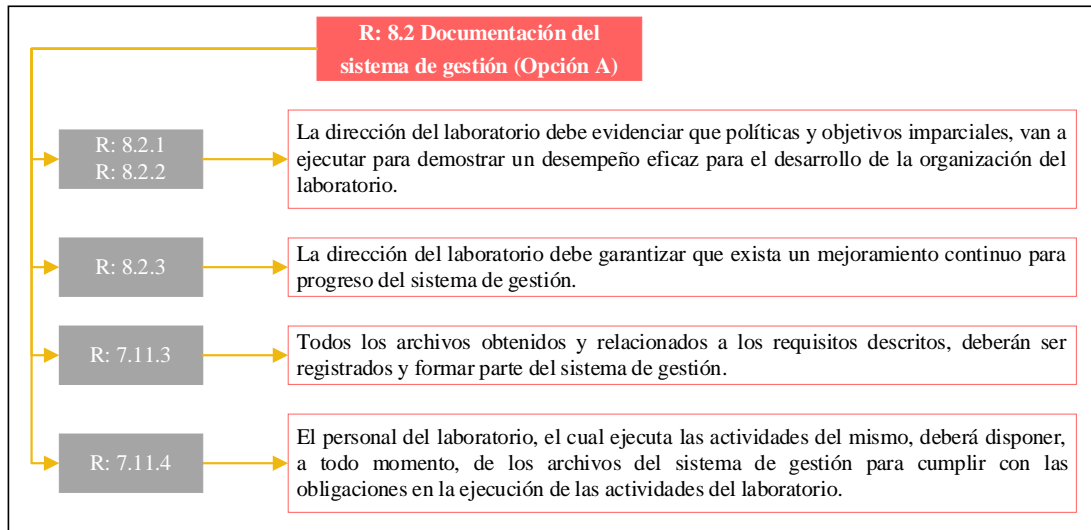 R: 8.2 Documentación del
sistema de gestión (Opción A)
R: 8.2.1
R: 8.2.2
La dirección del laboratorio debe evidenciar que políticas y objetivos imparciales, van a
ejecutar para demostrar un desempeño eficaz para el desarrollo de la organización del
laboratorio.
R: 8.2.3
La dirección del laboratorio debe garantizar que exista un mejoramiento continuo para
progreso del sistema de gestión.
R: 7.11.3
Todos los archivos obtenidos y relacionados a los requisitos descritos, deberán ser
registrados y formar parte del sistema de gestión.
R: 7.11.4
El personal del laboratorio, el cual ejecuta las actividades del mismo, deberá disponer,
a todo momento, de los archivos del sistema de gestión para cumplir con las
obligaciones en la ejecución de las actividades del laboratorio.